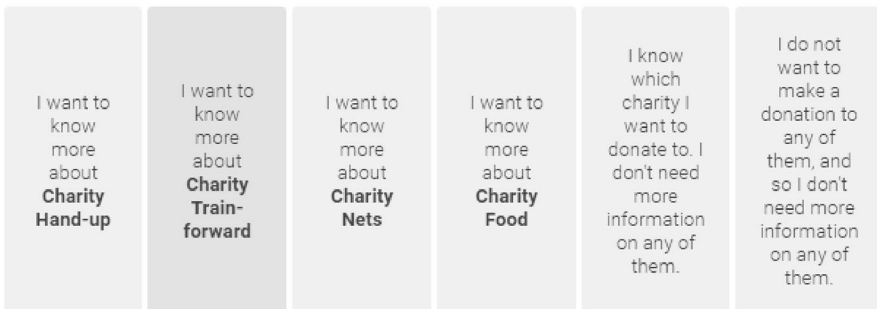 I want to
know
more
about
Charity
Hand-up
I want to
know
more
about
Charity
Train-
forward
I want to
know
more
about
Charity
Nets
I want to
know
more
about
Charity
Food
I know
which
charity I
want to
donate to. I
don't need
more
information
on any of
them.
I do not
want to
make a
donation to
any of
them, and
so I don't
need more
information
on any of
them.